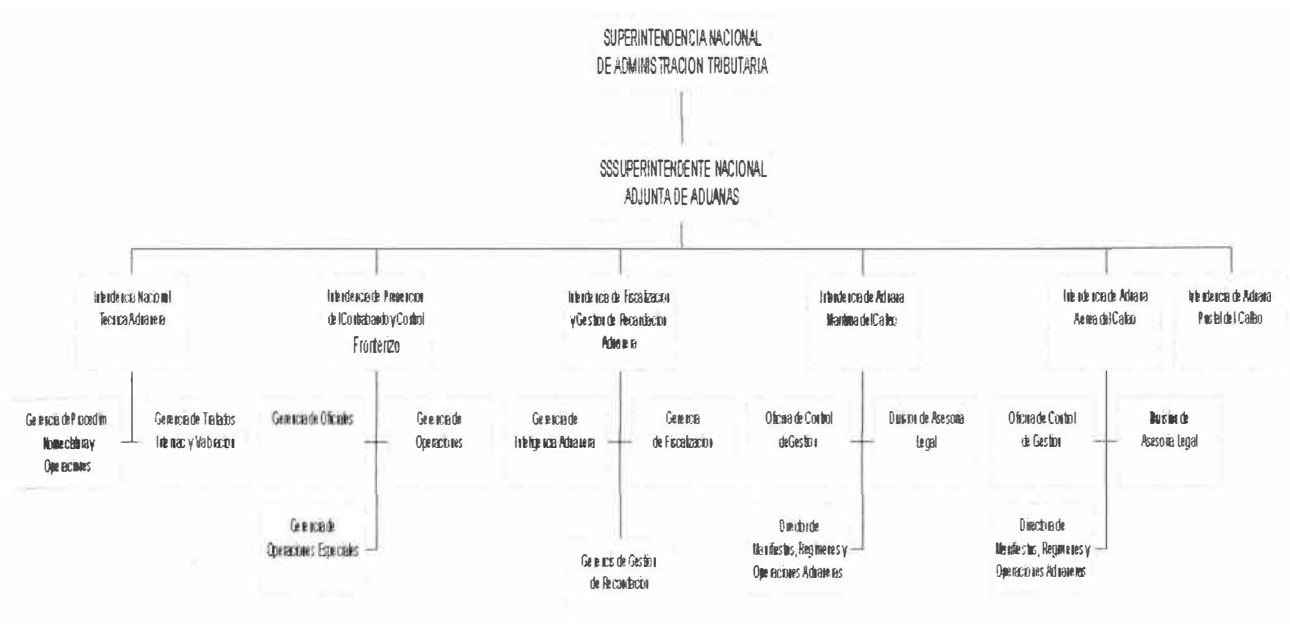 SUPERINTENDENCIA NACIONAL
DE ADMINISTRACION TRIBUTARIA
SSSUPERINTENDENTE NACIONAL
ADJUNTA DE ADUANAS
Intendencia Nacional
Tecnica Aduanera
Intendencia de Prevencion
del Contrabando y Control
Fronterizo
Intendencia de Fiscalizacion
y Gestion de Recaudacion
Aduanera
Intendencia de Aduana
Maritima del Callao
Intendencia de Aduana
Aerea del Callao
Intendencia de Aduana
Postal del Callao
Gerencia de Procedim
Nomenclatura y
Operaciones
Gerencia de Tratados
Internac y Valoracion
Gerencia de Oficiales
Gerencia de
Operaciones
Gerencia de
Inteligencia Aduanera
Gerencia
de Fiscalizacion
Oficina de Control
de Gestion
Division de Asesoria
Legal
Oficina de Control
de Gestion
Division de
Asesoria Legal
Gerencia de
Operaciones Especiales
Gerencis de Gestion
de Recaudacion
Director de
Manifiestos, Regimenes y
Operaciones Aduaneras
Directora de
Manifiestos, Regimenes y
Operaciones Aduaneras